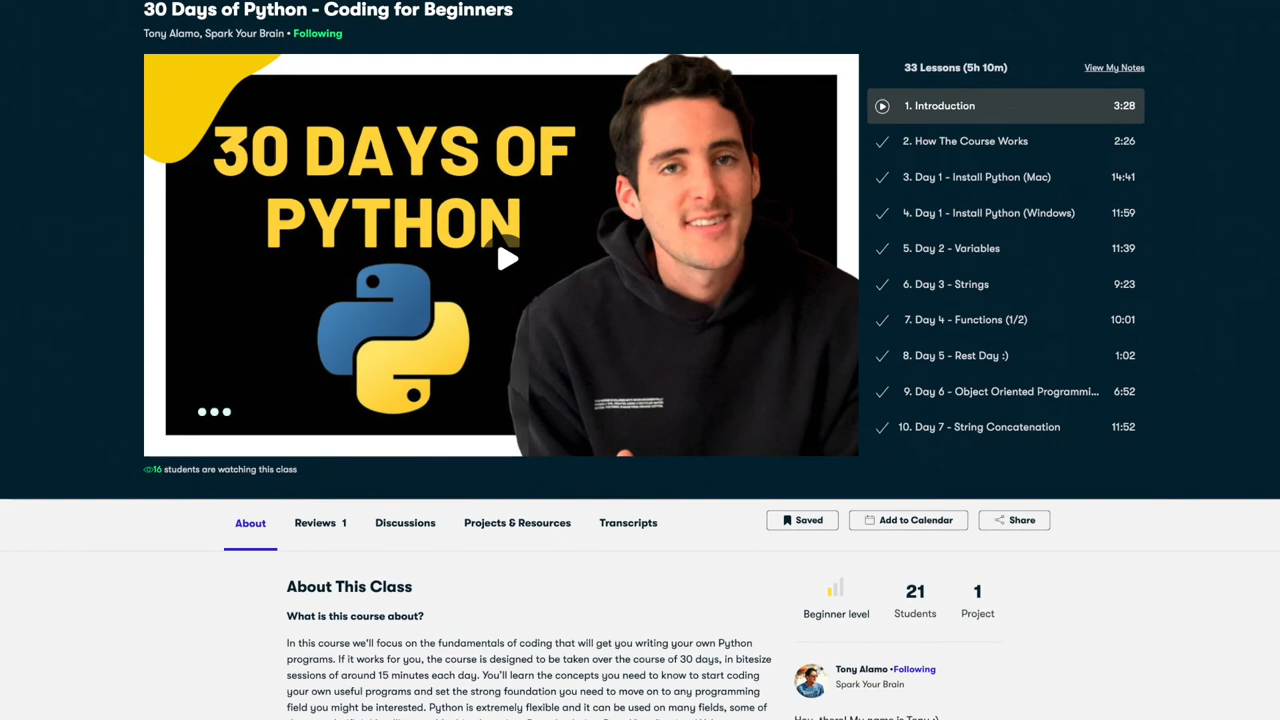 30 Days of Python - Coding for Beginners
Tony Alamo, Spark Your Brain • Following
30 DAYS OF
PYTHON
16 students are watching this class
33 Lessons (5h 10m)
View My Notes
1. Introduction 3:28
2. How The Course Works 2:26
3. Day 1 - Install Python (Mac) 14:41
4. Day 1 - Install Python (Windows) 11:59
5. Day 2 - Variables 11:39
6. Day 3 - Strings 9:23
7. Day 4 - Functions (1/2) 10:01
8. Day 5 - Rest Day :) 1:02
9. Day 6 - Object Oriented Programmi... 6:52
10. Day 7 - String Concatenation 11:52
About Reviews 1 Discussions Projects & Resources Transcripts
Saved Add to Calendar Share
About This Class
What is this course about?
In this course we'll focus on the fundamentals of coding that will get you writing your own Python
programs. If it works for you, the course is designed to be taken over the course of 30 days, in bitesize
sessions of around 15 minutes each day. You'll learn the concepts you need to know to start coding
your own useful programs and set the strong foundation you need to move on to any programming
field you might be interested. Python is extremely flexible and it can be used on many fields, some of
Beginner level
21
Students
1
Project
Tony Alamo •Following
Spark Your Brain
Hey, there! My name is Tony :)